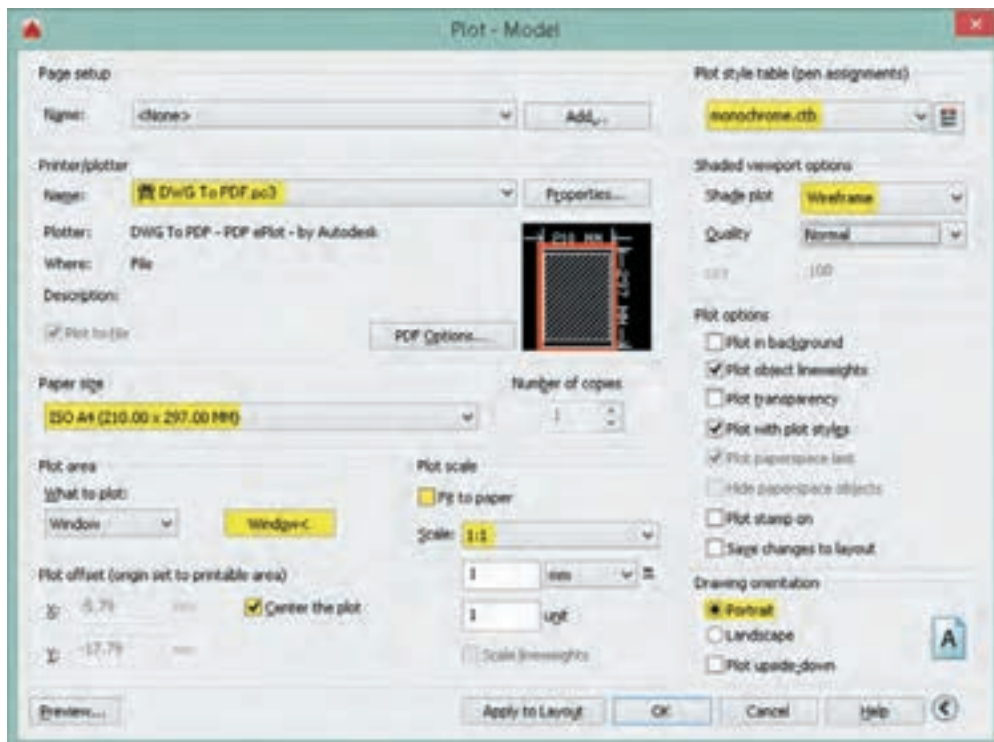 Plot - Model
Page setup
Name:
<None>
Add...
Plot style table (pen assignments)
monochrome.ctb
Printer/plotter
Name:
DWG To PDF.pc3
Properties...
Plotter:
DWG To PDF - PDF ePlot - by Autodesk
Where:
File
Description:
Plot to file
PDF Options...
210 MM
297 MM
Shaded viewport options
Shade plot
Wireframe
Quality
Normal
DPI
100
Paper size
ISO A4 (210.00 x 297.00 MM)
Number of copies
1
Plot options
Plot in background
Plot object lineweights
Plot transparency
Plot with plot styles
Plot paperspace last
Hide paperspace objects
Plot stamp on
Save changes to layout
Plot area
What to plot:
Window
Window<
Plot scale
Fit to paper
Scale:
1:1
1
mm
=
1
unit
Scale lineweights
Plot offset (origin set to printable area)
X:
-5.79
mm
Center the plot
Y:
-17.79
mm
Drawing orientation
Portrait
Landscape
Plot upside-down
A
Preview...
Apply to Layout
OK
Cancel
Help